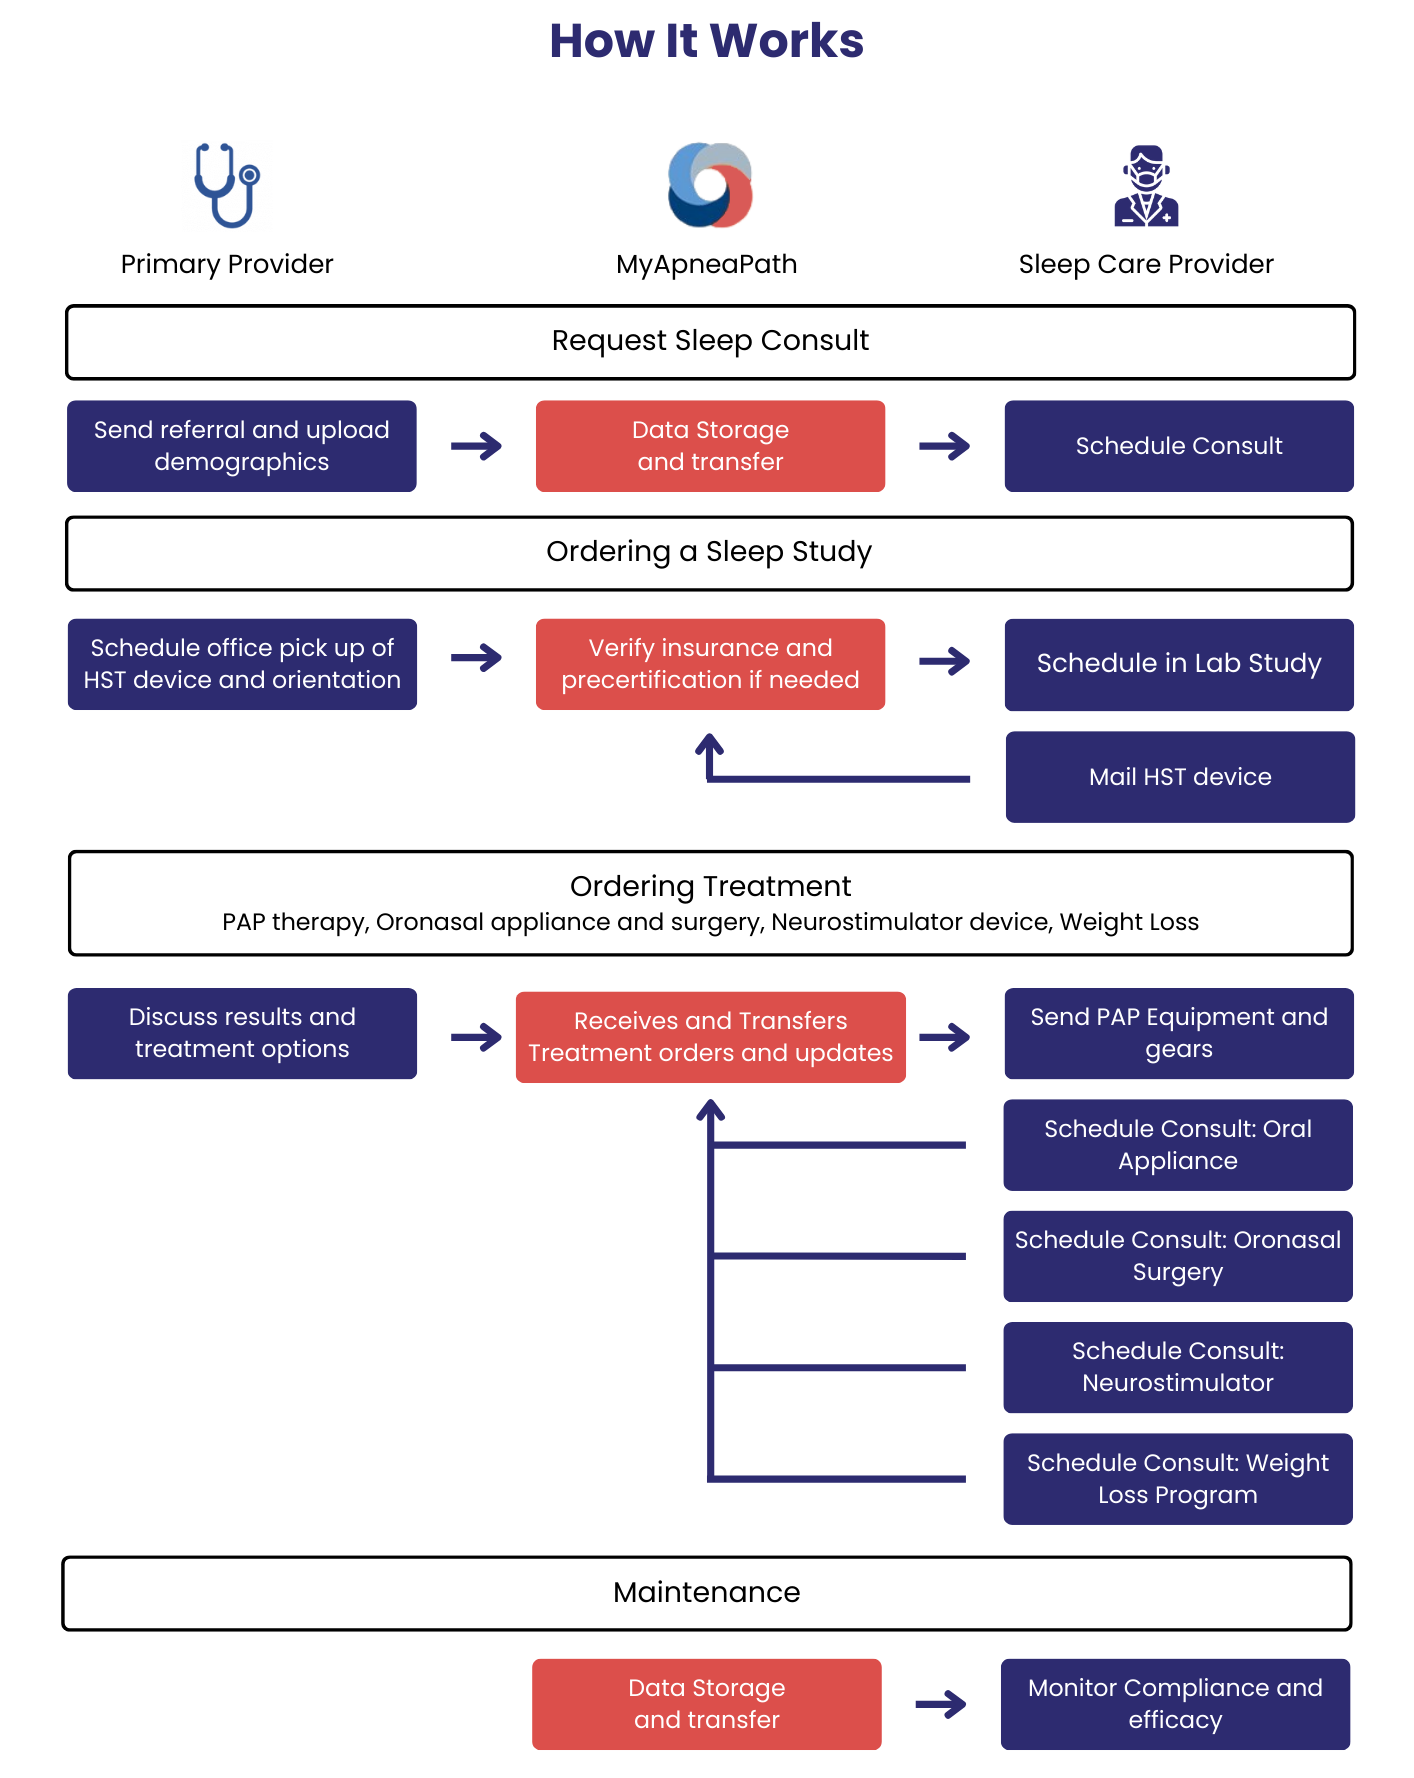 How It Works
Primary Provider
MyApneaPath
Sleep Care Provider
Request Sleep Consult
Send referral and upload
demographics
Data Storage
and transfer
Schedule Consult
Ordering a Sleep Study
Schedule office pick up of
HST device and orientation
Verify insurance and
precertification if needed
Schedule in Lab Study
Mail HST device
Ordering Treatment
PAP therapy, Oronasal appliance and surgery, Neurostimulator device, Weight Loss
Discuss results and
treatment options
Receives and Transfers
Treatment orders and updates
Send PAP Equipment and
gears
Schedule Consult: Oral
Appliance
Schedule Consult: Oronasal
Surgery
Schedule Consult:
Neurostimulator
Schedule Consult: Weight
Loss Program
Maintenance
Data Storage
and transfer
Monitor Compliance and
efficacy